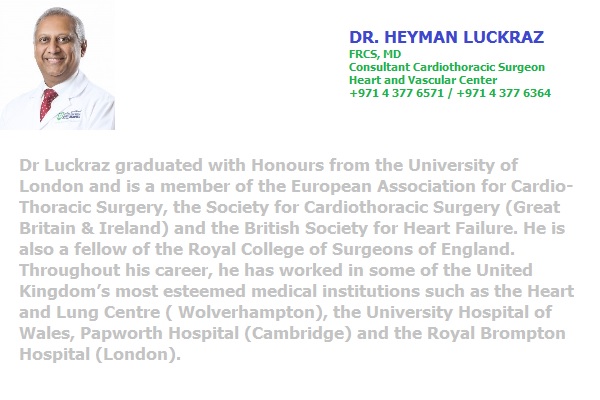 DR. HEYMAN LUCKRAZ
FRCS, MD
Consultant Cardiothoracic Surgeon
Heart and Vascular Center
+971 4 377 6571 / +971 4 377 6364
Dr Luckraz graduated with Honours from the University of
London and is a member of the European Association for Cardio-
Thoracic Surgery, the Society for Cardiothoracic Surgery (Great
Britain & Ireland) and the British Society for Heart Failure. He is
also a fellow of the Royal College of Surgeons of England.
Throughout his career, he has worked in some of the United
Kingdom’s most esteemed medical institutions such as the Heart
and Lung Centre ( Wolverhampton), the University Hospital of
Wales, Papworth Hospital (Cambridge) and the Royal Brompton
Hospital (London).